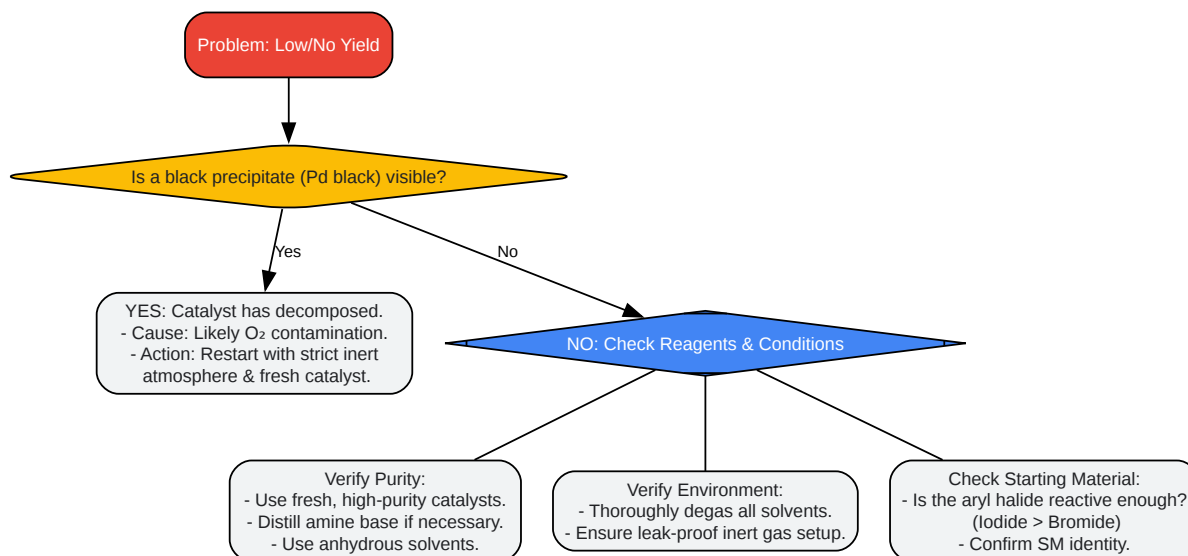 Problem: Low/No Yield
Is a black precipitate (Pd black) visible?
Yes
No
YES: Catalyst has decomposed.
- Cause: Likely O₂ contamination.
- Action: Restart with strict inert
atmosphere & fresh catalyst.
NO: Check Reagents & Conditions
Verify Purity:
- Use fresh, high-purity catalysts.
- Distill amine base if necessary.
- Use anhydrous solvents.
Verify Environment:
- Thoroughly degas all solvents.
- Ensure leak-proof inert gas setup.
Check Starting Material:
- Is the aryl halide reactive enough?
(Iodide > Bromide)
- Confirm SM identity.